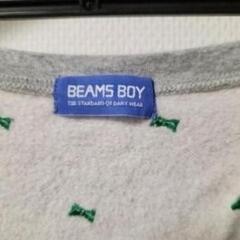 BEAMS BOY
THE STANDARD OF DAILY WEAR